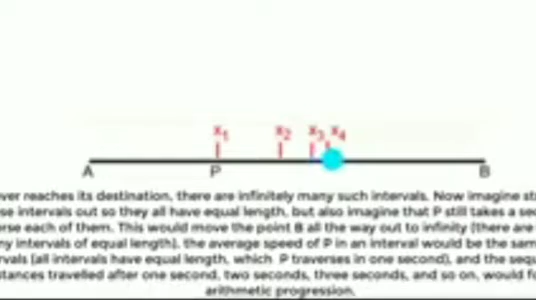 x₁ x₂ x₃ x₄
A P B
ver reaches its destination, there are infinitely many such intervals. Now imagine st
se intervals out so they all have equal length, but also imagine that P still takes a se
erse each of them. This would move the point B all the way out to infinity (there are
ny intervals of equal length), the average speed of P in an interval would be the sam
rvals (all intervals have equal length, which P traverses in one second), and the sequ
stances travelled after one second, two seconds, three seconds, and so on, would fo
arithmetic progression.